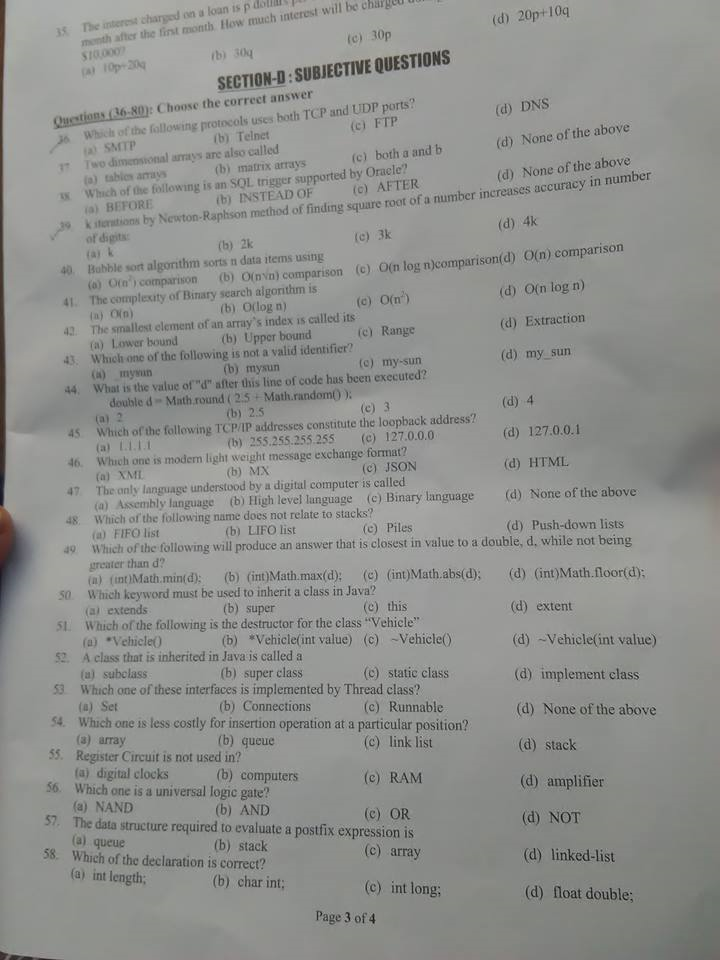 35. The interest charged on a loan is p dollars
month after the first month. How much interest will be charged
$10,000?
(a) 10p+20q (b) 30q (c) 30p (d) 20p+10q
SECTION-D : SUBJECTIVE QUESTIONS
Questions (36-80): Choose the correct answer
36. Which of the following protocols uses both TCP and UDP ports?
(a) SMTP (b) Telnet (c) FTP (d) DNS
37. Two dimensional arrays are also called
(a) tables arrays (b) matrix arrays (c) both a and b (d) None of the above
38. Which of the following is an SQL trigger supported by Oracle?
(a) BEFORE (b) INSTEAD OF (c) AFTER (d) None of the above
39. k iterations by Newton-Raphson method of finding square root of a number increases accuracy in number
of digits:
(a) k (b) 2k (c) 3k (d) 4k
40. Bubble sort algorithm sorts n data items using
(a) O(n²) comparison (b) O(n√n) comparison (c) O(n log n)comparison(d) O(n) comparison
41. The complexity of Binary search algorithm is
(a) O(n) (b) O(log n) (c) O(n²) (d) O(n log n)
42. The smallest element of an array's index is called its
(a) Lower bound (b) Upper bound (c) Range (d) Extraction
43. Which one of the following is not a valid identifier?
(a) _mysun (b) mysun (c) my-sun (d) my_sun
44. What is the value of "d" after this line of code has been executed?
double d = Math.round ( 2.5 + Math.random() );
(a) 2 (b) 2.5 (c) 3 (d) 4
45. Which of the following TCP/IP addresses constitute the loopback address?
(a) 1.1.1.1 (b) 255.255.255.255 (c) 127.0.0.0 (d) 127.0.0.1
46. Which one is modern light weight message exchange format?
(a) XML (b) MX (c) JSON (d) HTML
47. The only language understood by a digital computer is called
(a) Assembly language (b) High level language (c) Binary language (d) None of the above
48. Which of the following name does not relate to stacks?
(a) FIFO list (b) LIFO list (c) Piles (d) Push-down lists
49. Which of the following will produce an answer that is closest in value to a double, d, while not being
greater than d?
(a) (int)Math.min(d); (b) (int)Math.max(d); (c) (int)Math.abs(d); (d) (int)Math.floor(d);
50. Which keyword must be used to inherit a class in Java?
(a) extends (b) super (c) this (d) extent
51. Which of the following is the destructor for the class “Vehicle”
(a) *Vehicle() (b) *Vehicle(int value) (c) ~Vehicle() (d) ~Vehicle(int value)
52. A class that is inherited in Java is called a
(a) subclass (b) super class (c) static class (d) implement class
53. Which one of these interfaces is implemented by Thread class?
(a) Set (b) Connections (c) Runnable (d) None of the above
54. Which one is less costly for insertion operation at a particular position?
(a) array (b) queue (c) link list (d) stack
55. Register Circuit is not used in?
(a) digital clocks (b) computers (c) RAM (d) amplifier
56. Which one is a universal logic gate?
(a) NAND (b) AND (c) OR (d) NOT
57. The data structure required to evaluate a postfix expression is
(a) queue (b) stack (c) array (d) linked-list
58. Which of the declaration is correct?
(a) int length; (b) char int; (c) int long; (d) float double;
Page 3 of 4